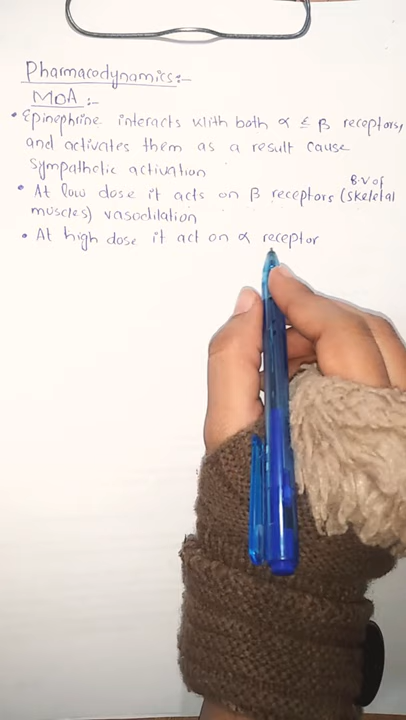 Pharmacodynamics:-
MOA:-
• Epinephrine interacts with both α & β receptors,
and activates them as a result cause
sympathetic activation
B.V of
• At low dose it acts on β receptors (skeletal
muscles) vasodilation
• At high dose it act on α receptor